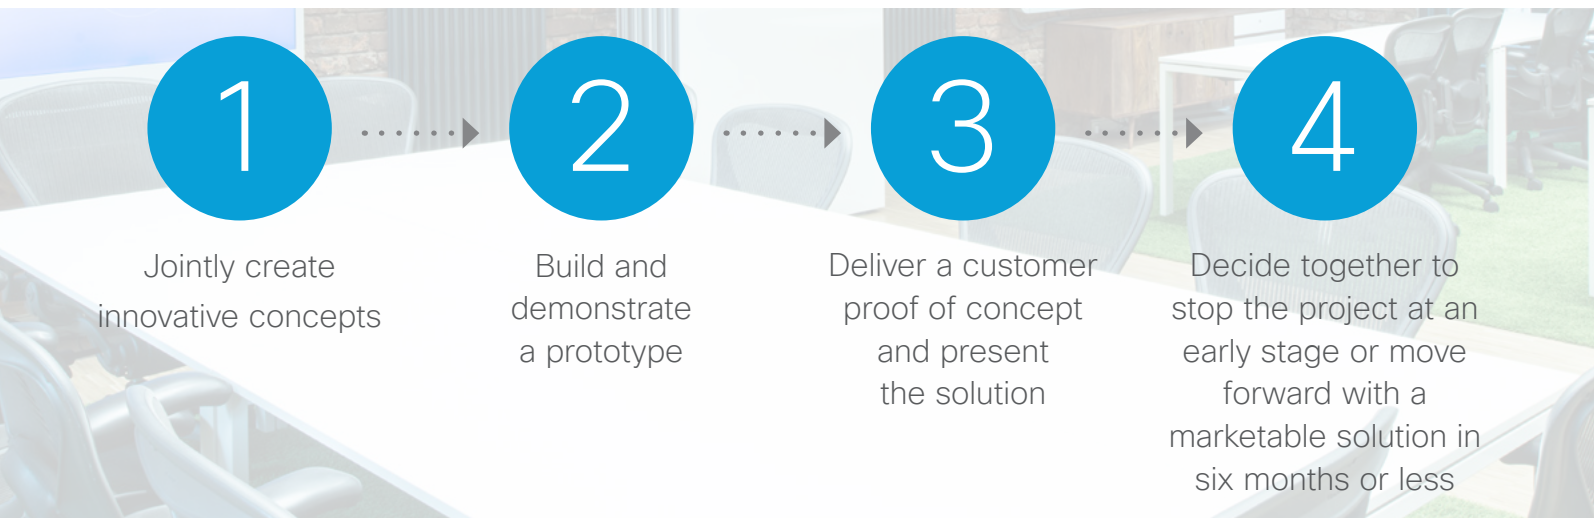 1
Jointly create
innovative concepts
2
Build and
demonstrate
a prototype
3
Deliver a customer
proof of concept
and present
the solution
4
Decide together to
stop the project at an
early stage or move
forward with a
marketable solution in
six months or less